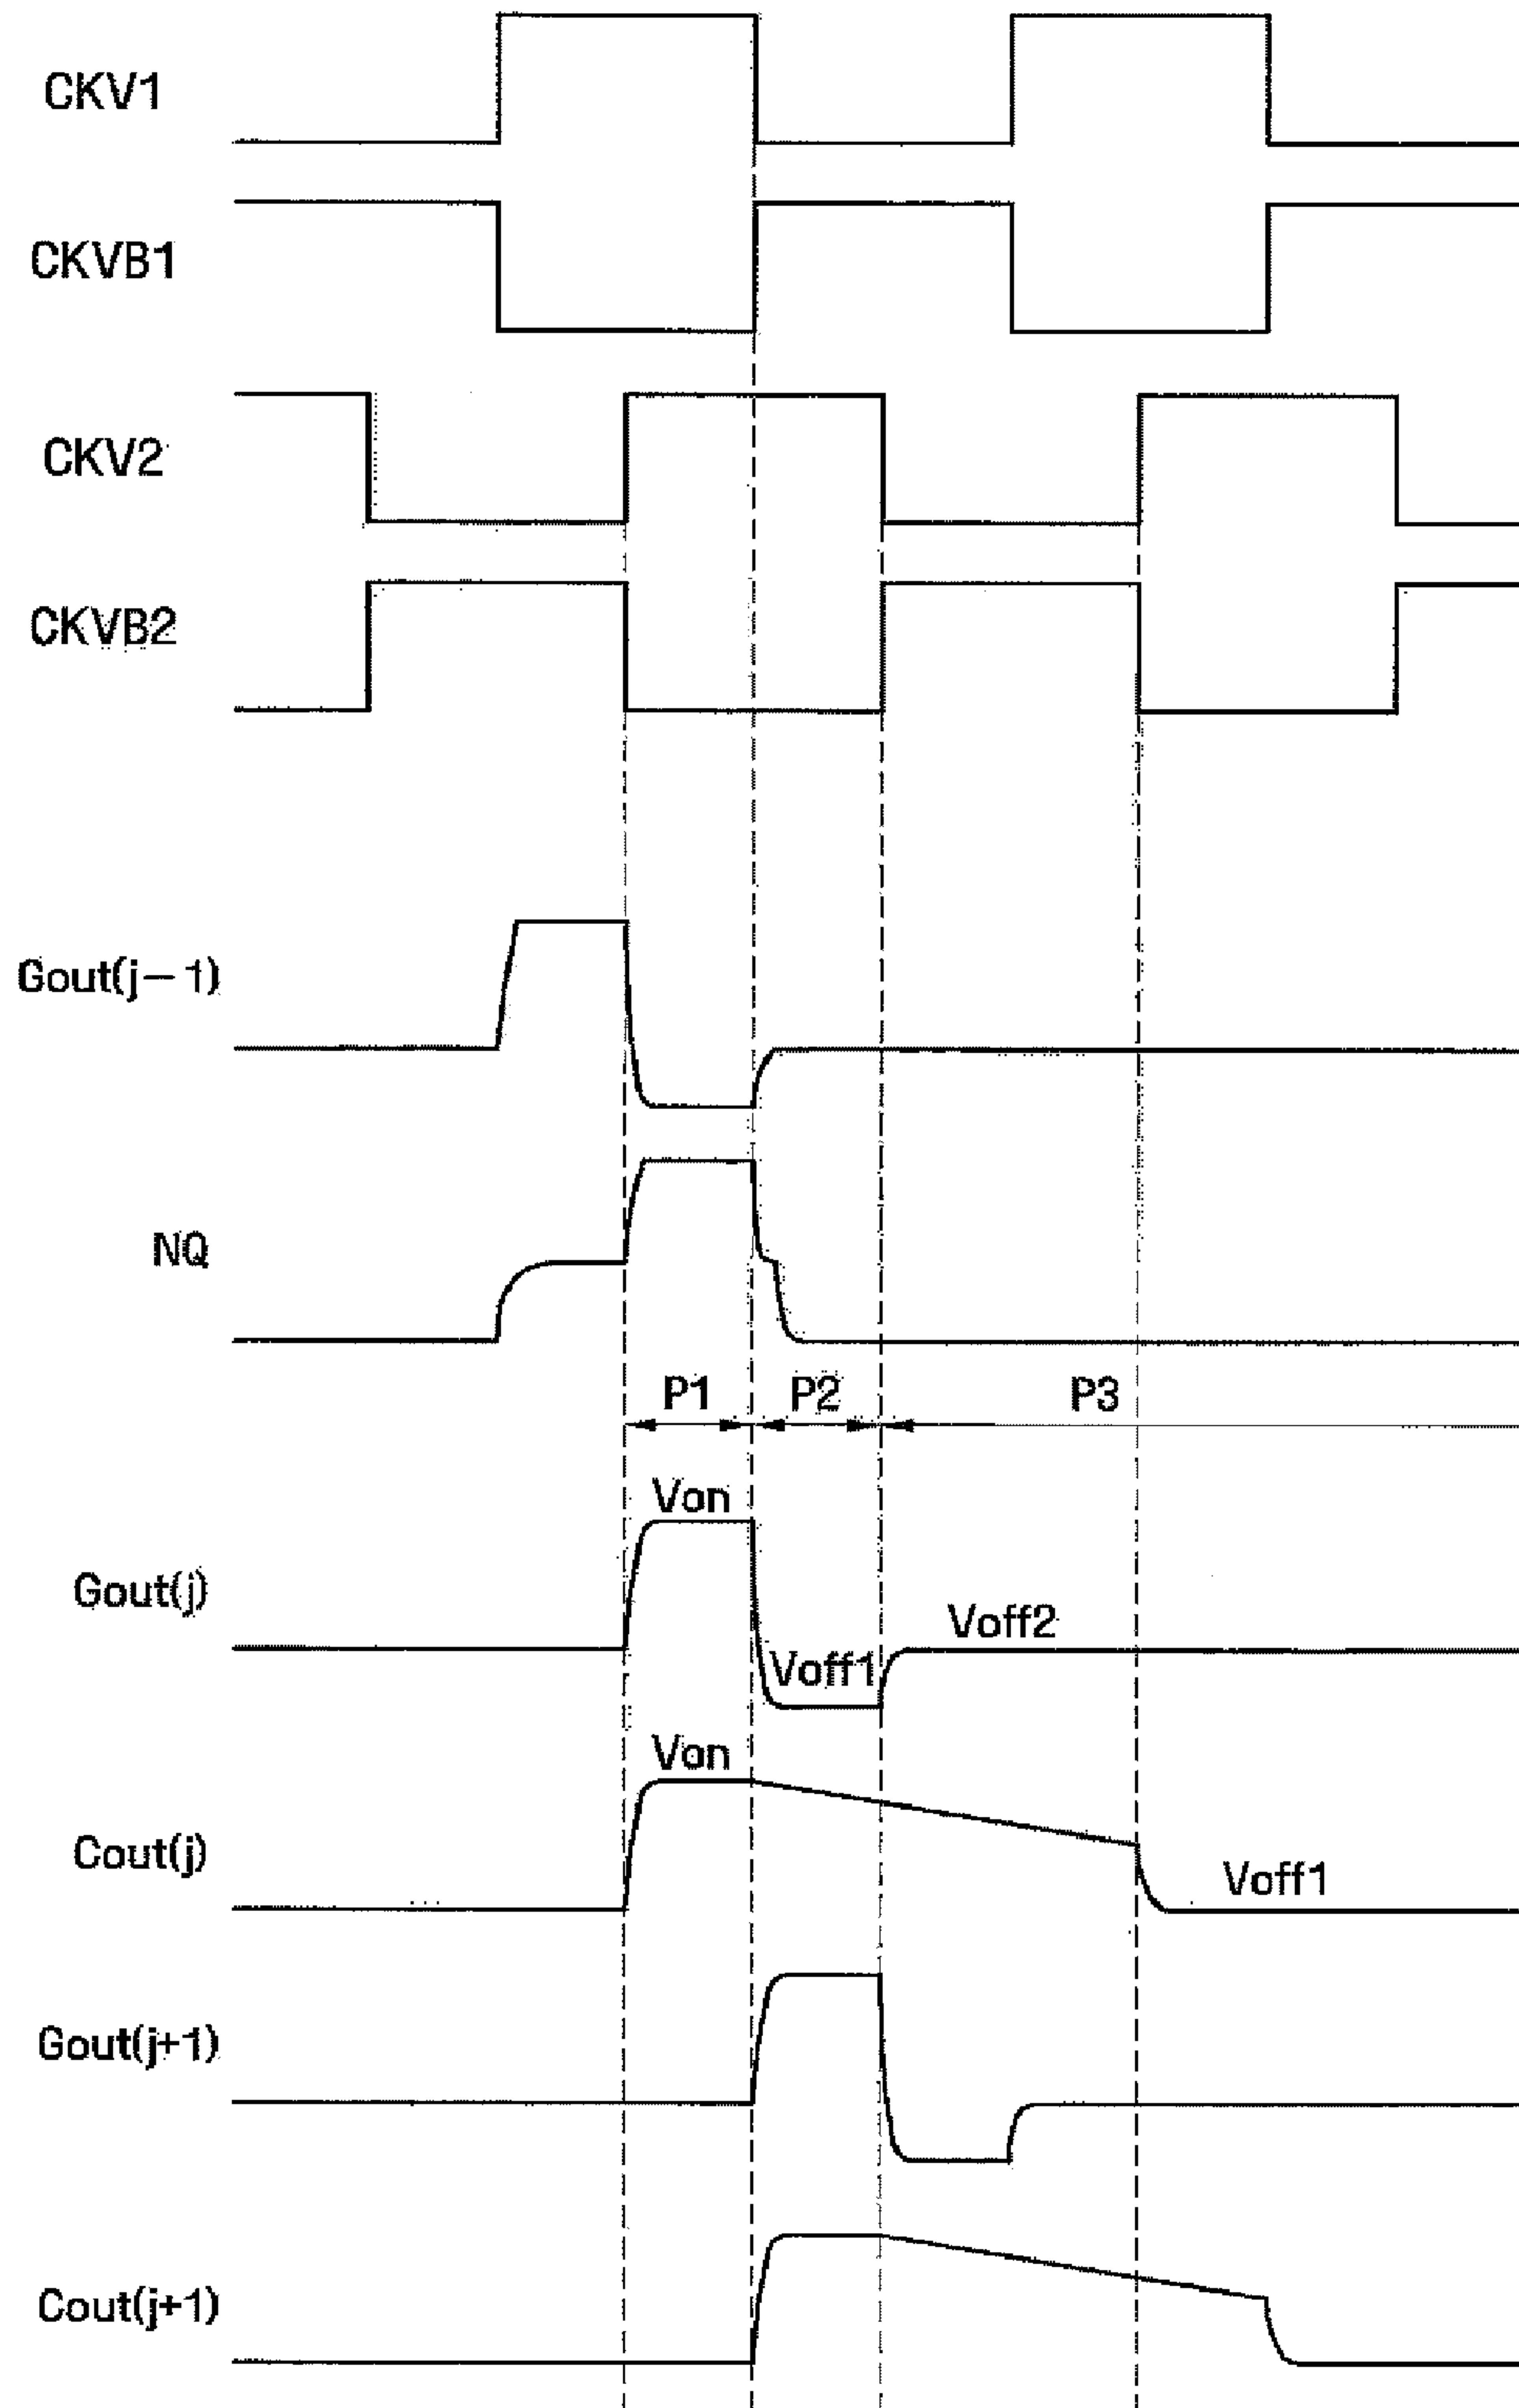 CKV1
CKVB1
CKV2
CKVB2
Gout(j−1)
NQ
P1 P2 P3
Von
Gout(j)
Voff2
Voff1
Von
Cout(j)
Voff1
Gout(j+1)
Cout(j+1)